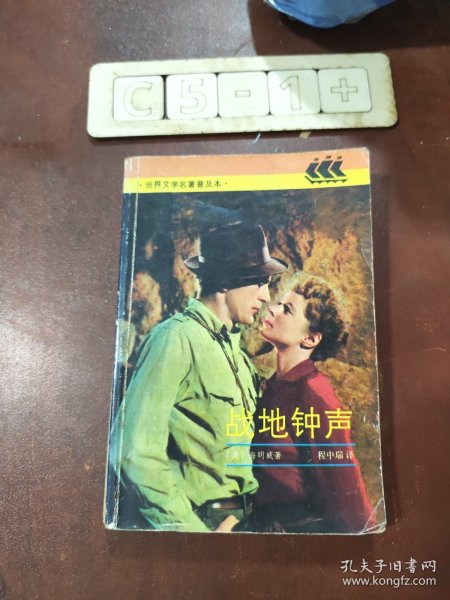 C5-1+
·世界文学名著普及本·
战地钟声
〔美〕海明威著 程中瑞译
孔夫子旧书网
www.kongfz.com